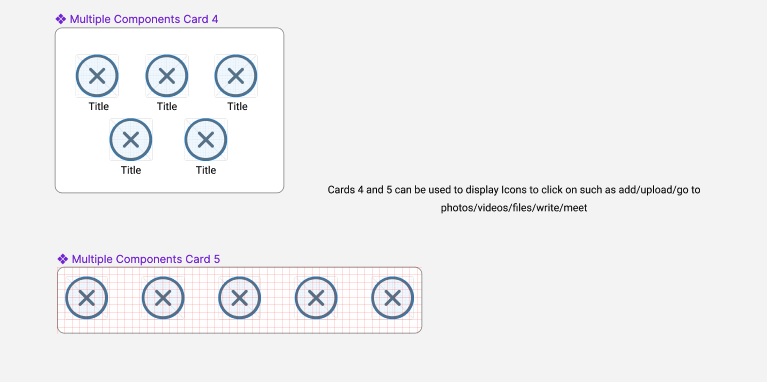 Multiple Components Card 4
Title Title Title
Title Title
Cards 4 and 5 can be used to display Icons to click on such as add/upload/go to
photos/videos/files/write/meet
Multiple Components Card 5